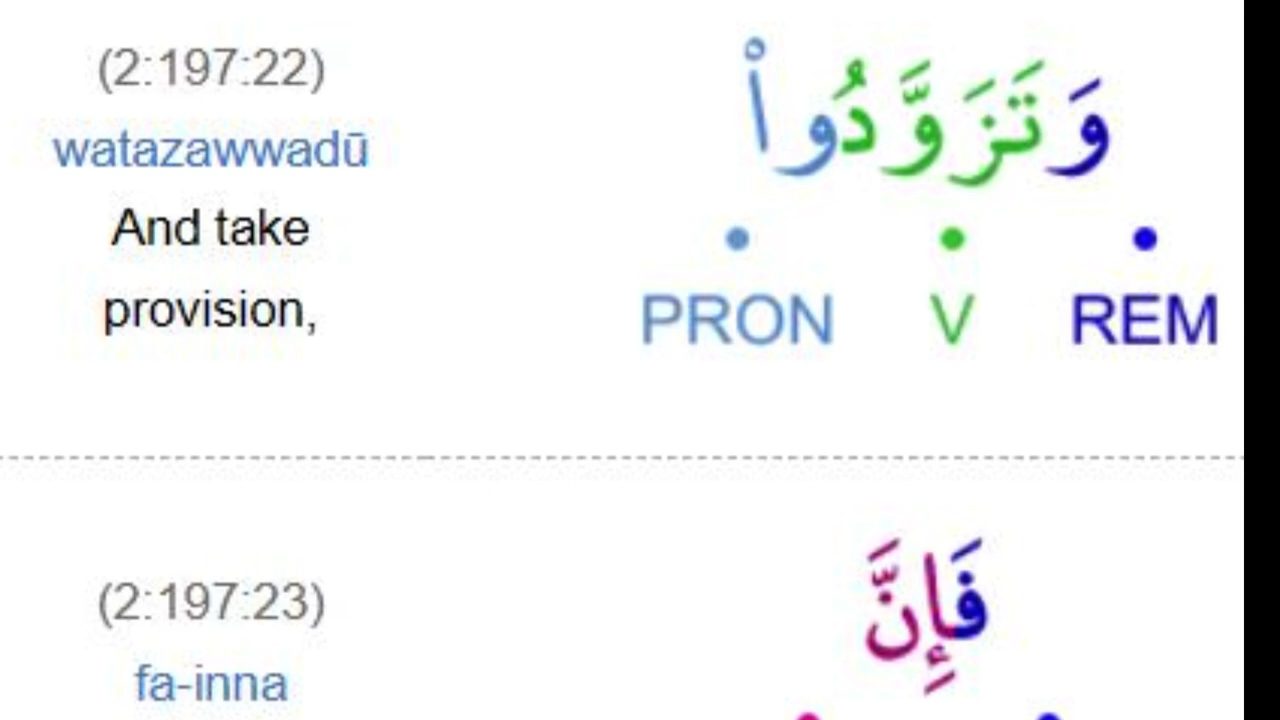 (2:197:22)
watazawwadū
And take
provision,
وَتَزَوَّدُوا۟
PRON V REM
(2:197:23)
fa-inna
فَإِنَّ